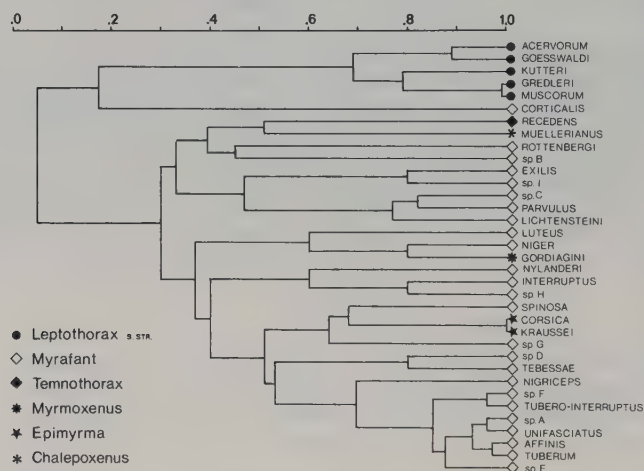 .0 .2 .4 .6 .8 1.0
ACERVORUM
GOESSWALDI
KUTTERI
GREDLERI
MUSCORUM
CORTICALIS
RECEDENS
MUELLERIANUS
ROTTENBERGI
sp. B
EXILIS
sp. I
sp. C
PARVULUS
LICHTENSTEINI
LUTEUS
NIGER
GORDIAGINI
NYLANDERI
INTERRUPTUS
sp. H
SPINOSA
CORSICA
KRAUSSEI
sp. G
sp. D
TEBESSAE
NIGRICEPS
sp. F
TUBERO-INTERRUPTUS
sp. A
UNIFASCIATUS
AFFINIS
TUBERUM
sp. E
Leptothorax S. STR.
Myrafant
Temnothorax
Myrmoxenus
Epimyrma
Chalepoxenus